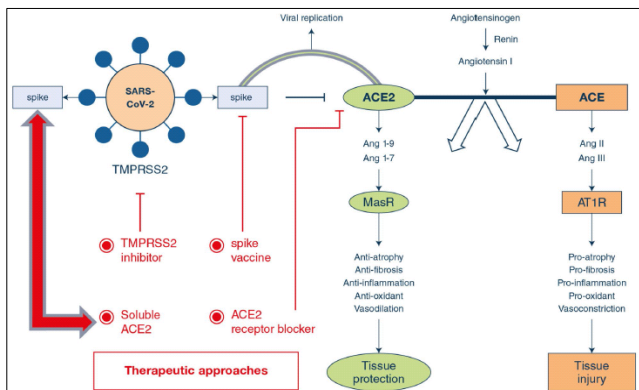 Viral replication
Angiotensinogen
Renin
Angiotensin I
spike
SARS-
CoV-2
spike
ACE2
ACE
TMPRSS2
Ang 1-9
Ang 1-7
Ang II
Ang III
MasR
AT1R
TMPRSS2
inhibitor
spike
vaccine
Anti-atrophy
Anti-fibrosis
Anti-inflammation
Anti-oxidant
Vasodilation
Pro-atrophy
Pro-fibrosis
Pro-inflammation
Pro-oxidant
Vasoconstriction
Soluble
ACE2
ACE2
receptor blocker
Therapeutic approaches
Tissue
protection
Tissue
injury